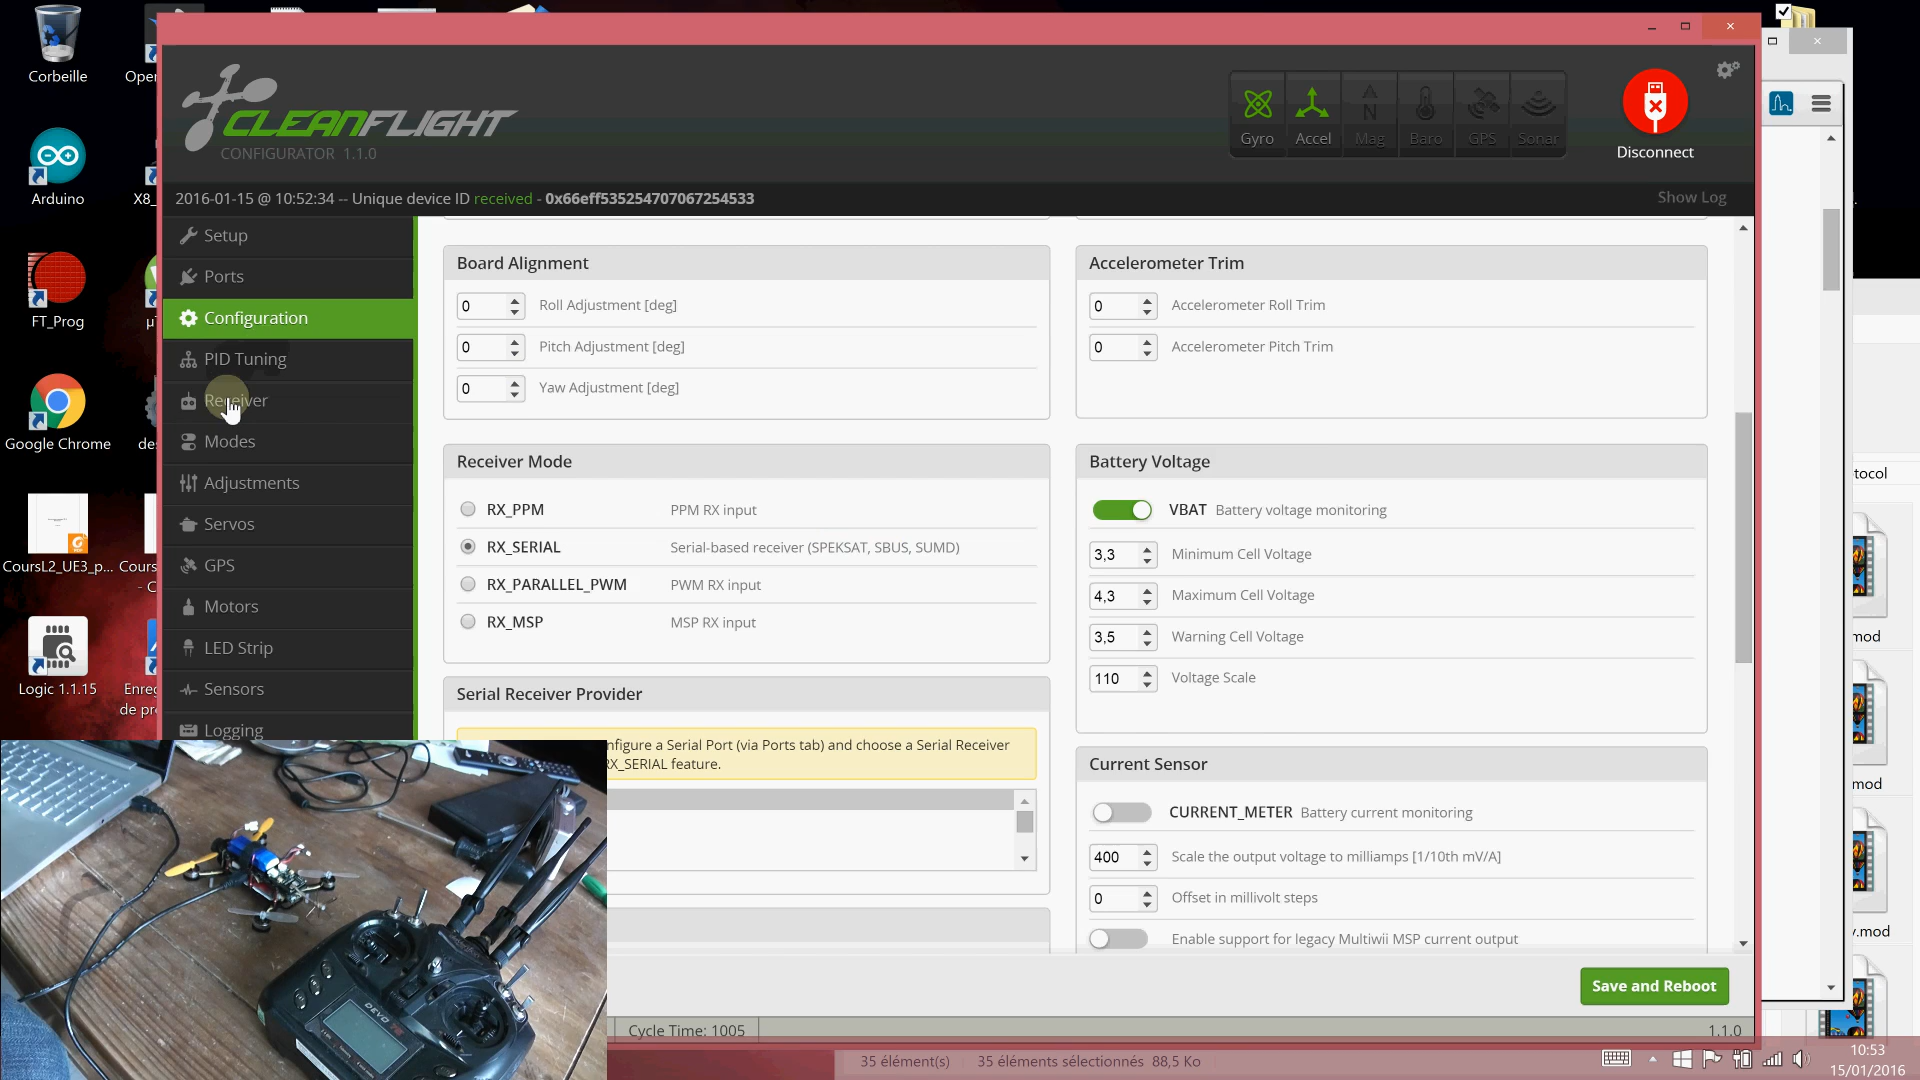 Corbeille
Arduino
FT_Prog
Google Chrome
CoursL2_UE3_p...
Logic 1.1.15
Oper
X8_
des
Cours
- C
Enreg
de pr
CLEANFLIGHT
CONFIGURATOR 1.1.0
Gyro
Accel
Mag
Baro
GPS
Sonar
Disconnect
2016-01-15 @ 10:52:34 -- Unique device ID received - 0x66eff535254707067254533
Show Log
Setup
Ports
Configuration
PID Tuning
Receiver
Modes
Adjustments
Servos
GPS
Motors
LED Strip
Sensors
Logging
Board Alignment
0 Roll Adjustment [deg]
0 Pitch Adjustment [deg]
0 Yaw Adjustment [deg]
Accelerometer Trim
0 Accelerometer Roll Trim
0 Accelerometer Pitch Trim
Receiver Mode
RX_PPM PPM RX input
RX_SERIAL Serial-based receiver (SPEKSAT, SBUS, SUMD)
RX_PARALLEL_PWM PWM RX input
RX_MSP MSP RX input
Battery Voltage
VBAT Battery voltage monitoring
3,3 Minimum Cell Voltage
4,3 Maximum Cell Voltage
3,5 Warning Cell Voltage
110 Voltage Scale
Serial Receiver Provider
nfigure a Serial Port (via Ports tab) and choose a Serial Receiver
RX_SERIAL feature.
Current Sensor
CURRENT_METER Battery current monitoring
400 Scale the output voltage to milliamps [1/10th mV/A]
0 Offset in millivolt steps
Enable support for legacy Multiwii MSP current output
Save and Reboot
Cycle Time: 1005
1.1.0
DEVO
tocol
mod
mod
y.mod
35 élément(s) 35 éléments sélectionnés 88,5 Ko
10:53
15/01/2016